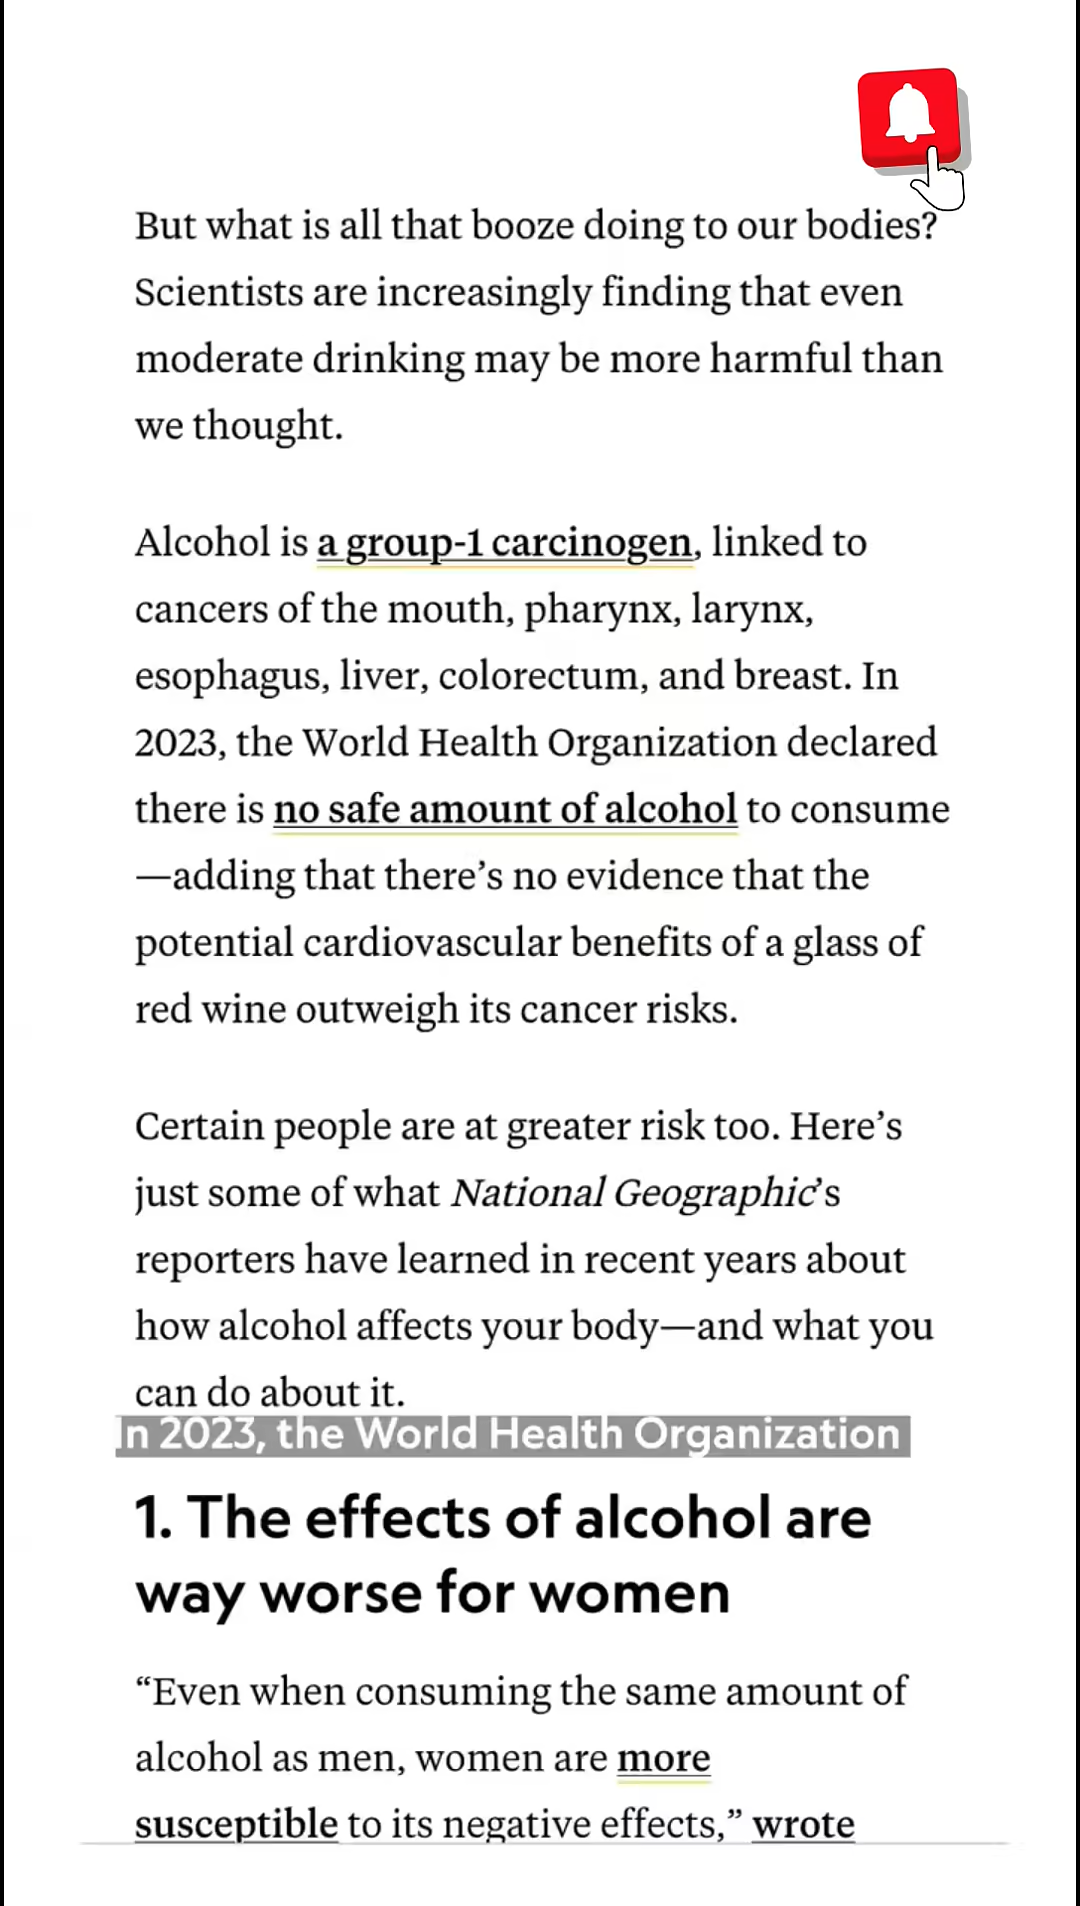 But what is all that booze doing to our bodies?
Scientists are increasingly finding that even
moderate drinking may be more harmful than
we thought.
Alcohol is a group-1 carcinogen, linked to
cancers of the mouth, pharynx, larynx,
esophagus, liver, colorectum, and breast. In
2023, the World Health Organization declared
there is no safe amount of alcohol to consume
—adding that there’s no evidence that the
potential cardiovascular benefits of a glass of
red wine outweigh its cancer risks.
Certain people are at greater risk too. Here’s
just some of what National Geographic’s
reporters have learned in recent years about
how alcohol affects your body—and what you
can do about it.
In 2023, the World Health Organization
1. The effects of alcohol are
way worse for women
“Even when consuming the same amount of
alcohol as men, women are more
susceptible to its negative effects,” wrote